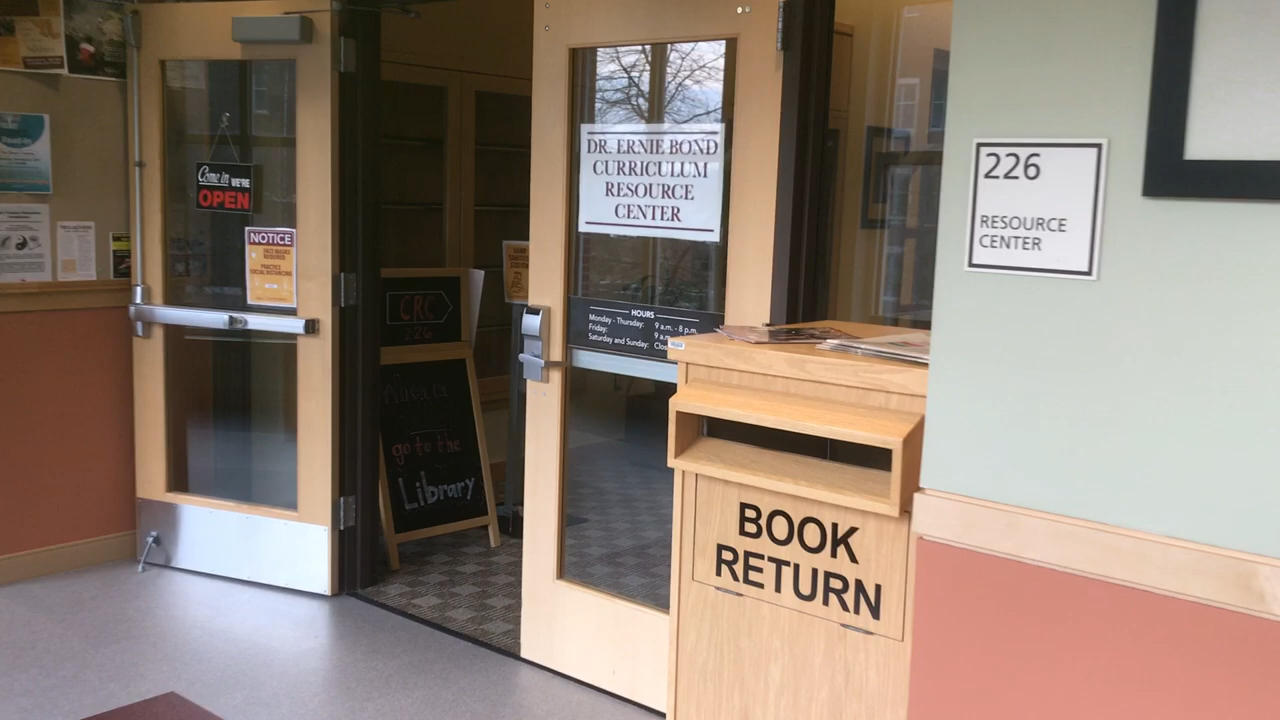 Come in WE'RE
OPEN
NOTICE
FACE MASKS
REQUIRED
PRACTICE
SOCIAL DISTANCING
CRC
226
go to the
Library
DR. ERNIE BOND
CURRICULUM
RESOURCE
CENTER
HOURS
Monday - Thursday: 9 a.m. - 8 p.m.
Friday: 9 a.m.
Saturday and Sunday: Clos
BOOK
RETURN
226
RESOURCE
CENTER